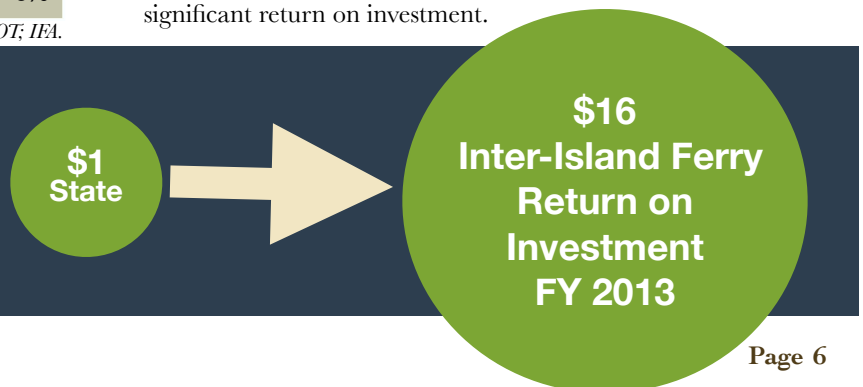 significant return on investment.
OT; IFA.
$1
State
$16
Inter-Island Ferry
Return on
Investment
FY 2013
Page 6